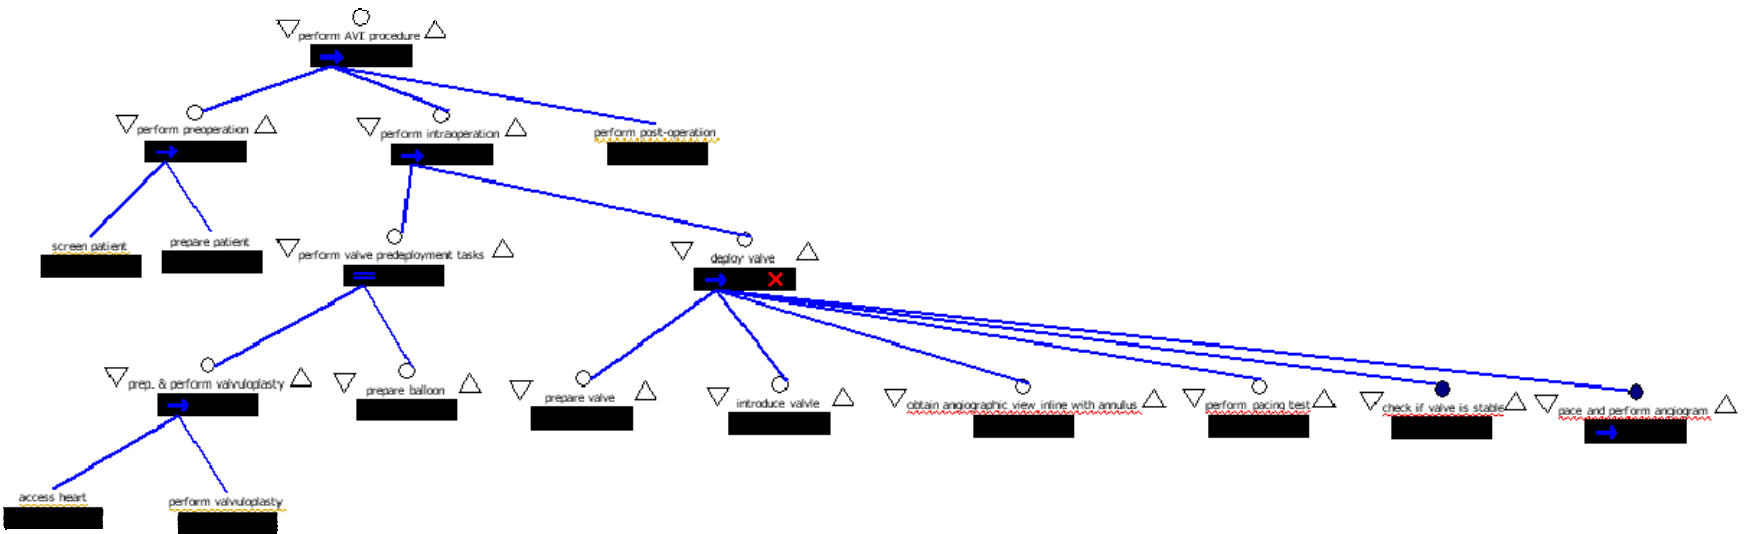 perform AVI procedure
perform preoperation
perform intraoperation
perform post-operation
screen patient
prepare patient
perform valve predeployment tasks
deploy valve
prep. & perform valvuloplasty
prepare balloon
prepare valve
introduce valvle
obtain angiographic view inline with annulus
perform pacing test
check if valve is stable
pace and perform angiogram
access heart
perform valvuloplasty